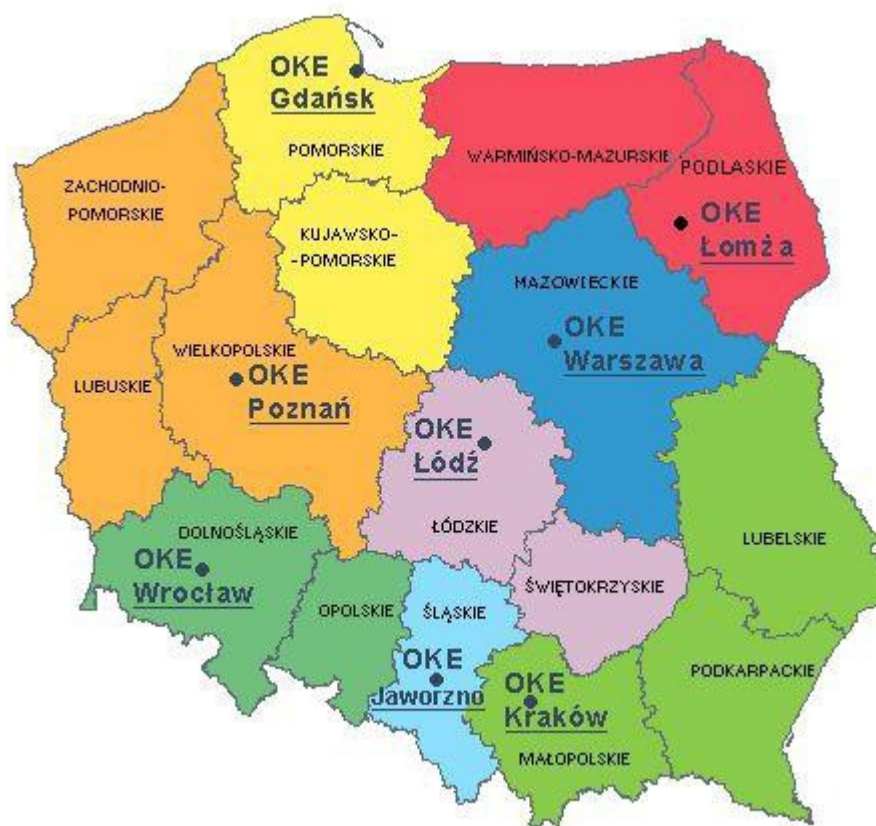 OKE
Gdańsk
POMORSKIE
WARMIŃSKO-MAZURSKIE
PODLASKIE
ZACHODNIO-
POMORSKIE
OKE
Łomża
KUJAWSKO-
-POMORSKIE
MAZOWIECKIE
OKE
Warszawa
WIELKOPOLSKIE
LUBUSKIE
OKE
Poznań
OKE
Łódź
ŁÓDZKIE
DOLNOŚLĄSKIE
OKE
Wrocław
LUBELSKIE
OPOLSKIE
ŚLĄSKIE
ŚWIĘTOKRZYSKIE
OKE
Jaworzno
OKE
Kraków
PODKARPACKIE
MAŁOPOLSKIE